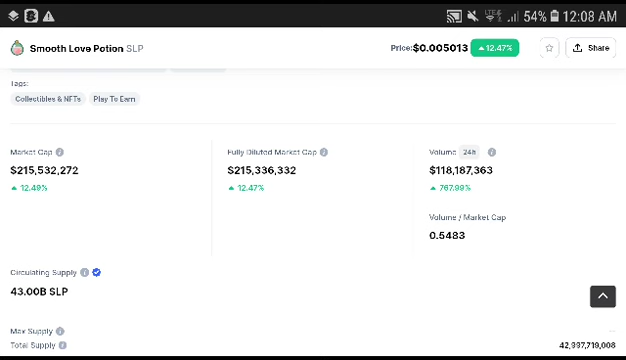 LTE 54% 12:08 AM
Smooth Love Potion SLP Price:$0.005013 12.47% Share
Tags:
Collectibles & NFTs Play To Earn
Market Cap Fully Diluted Market Cap Volume 24h
$215,532,272 $215,336,332 $118,187,363
12.49% 12.47% 767.99%
Volume / Market Cap
0.5483
Circulating Supply
43.00B SLP
Max Supply --
Total Supply 42,997,719,008